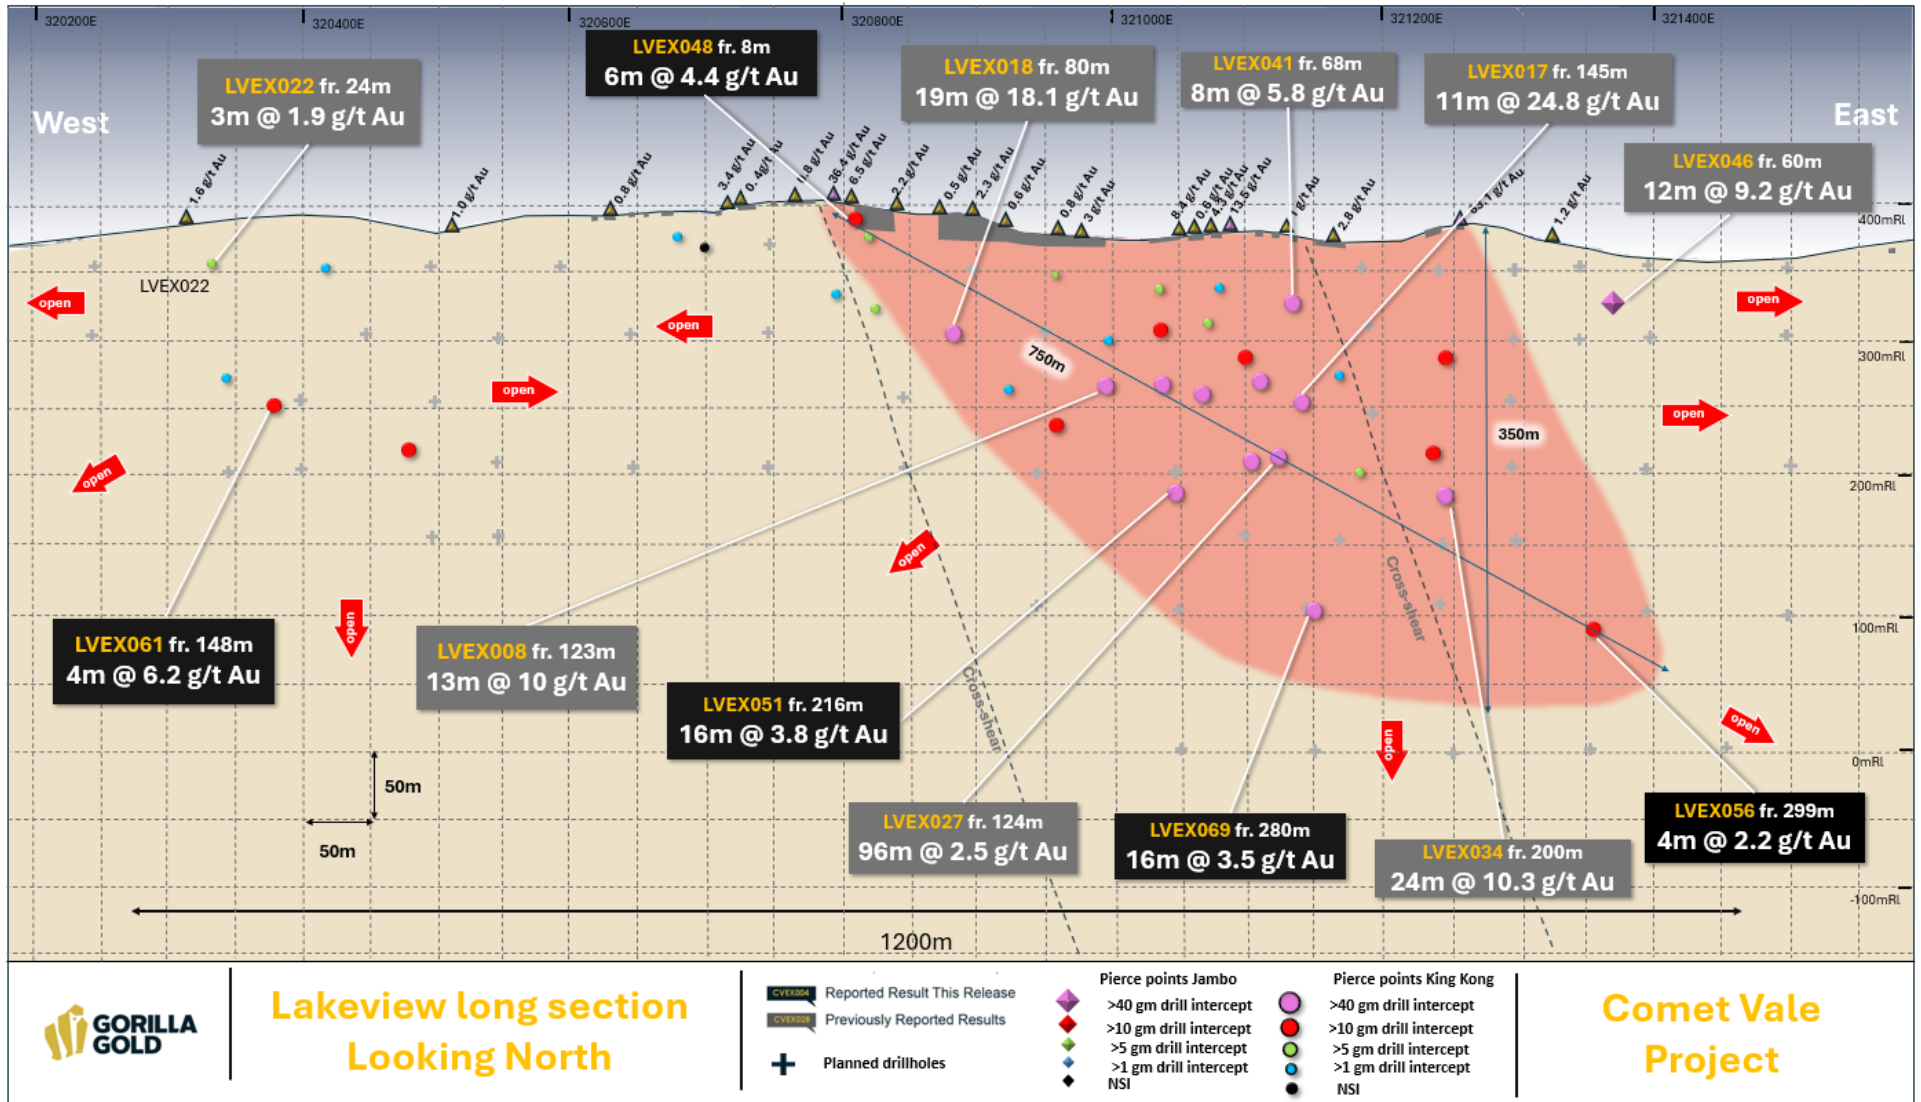 320200E
320400E
320600E
320800E
321000E
321200E
321400E
West
East
LVEX022 fr. 24m
3m @ 1.9 g/t Au
LVEX048 fr. 8m
6m @ 4.4 g/t Au
LVEX018 fr. 80m
19m @ 18.1 g/t Au
LVEX041 fr. 68m
8m @ 5.8 g/t Au
LVEX017 fr. 145m
11m @ 24.8 g/t Au
LVEX046 fr. 60m
12m @ 9.2 g/t Au
1.6 g/t Au
1.0 g/t Au
0.8 g/t Au
3.4 g/t Au
0.4g/t Au
g/t Au
36.4 g/t Au
6.5 g/t Au
2.2 g/t Au
0.5 g/t Au
2.3 g/t Au
0.6 g/t Au
0.8 g/t Au
3 g/t Au
8.4 g/t Au
0.6 g/t Au
4.3 g/t Au
13.5 g/t Au
g/t Au
2.8 g/t Au
g/t Au
1.2 g/t Au
400mRl
300mRl
200mRl
100mRl
0mRl
-100mRl
LVEX022
open
open
open
open
open
open
open
open
open
open
750m
350m
Cross-shear
Cross-shear
LVEX061 fr. 148m
4m @ 6.2 g/t Au
LVEX008 fr. 123m
13m @ 10 g/t Au
LVEX051 fr. 216m
16m @ 3.8 g/t Au
LVEX027 fr. 124m
96m @ 2.5 g/t Au
LVEX069 fr. 280m
16m @ 3.5 g/t Au
LVEX034 fr. 200m
24m @ 10.3 g/t Au
LVEX056 fr. 299m
4m @ 2.2 g/t Au
50m
50m
1200m
GORILLA
GOLD
Lakeview long section
Looking North
CVEX004 Reported Result This Release
CVEX028 Previously Reported Results
Planned drillholes
Pierce points Jambo
>40 gm drill intercept
>10 gm drill intercept
>5 gm drill intercept
>1 gm drill intercept
NSI
Pierce points King Kong
>40 gm drill intercept
>10 gm drill intercept
>5 gm drill intercept
>1 gm drill intercept
NSI
Comet Vale
Project